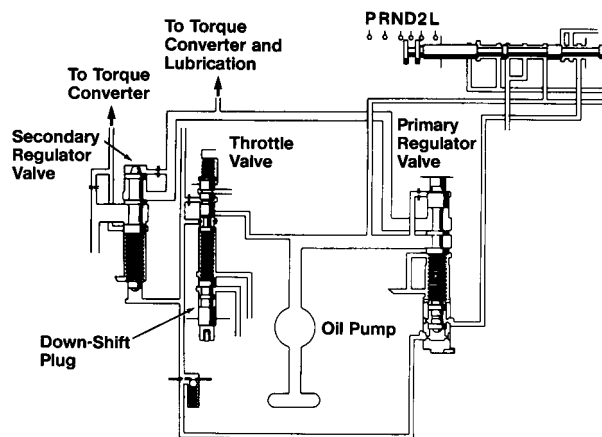 PRND2L
To Torque
Converter and
Lubrication
To Torque
Converter
Secondary
Regulator
Valve
Throttle
Valve
Primary
Regulator
Valve
Oil Pump
Down-Shift
Plug